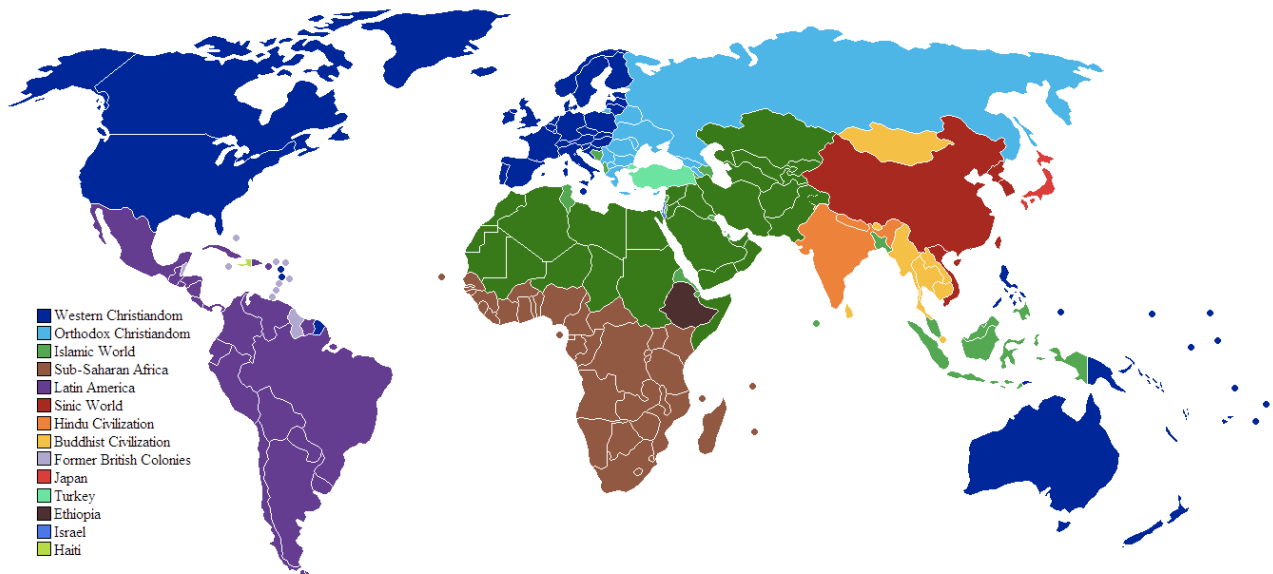 Western Christiandom
Orthodox Christiandom
Islamic World
Sub-Saharan Africa
Latin America
Sinic World
Hindu Civilization
Buddhist Civilization
Former British Colonies
Japan
Turkey
Ethiopia
Israel
Haiti